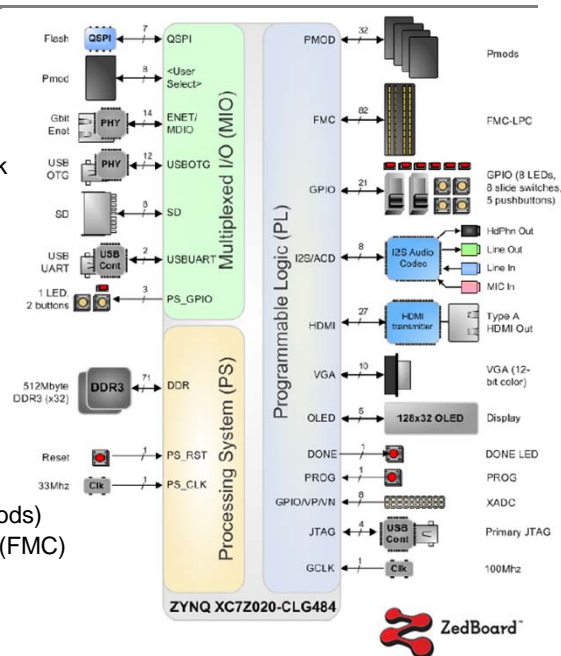 Flash
QSPI
7
QSPI
Pmod
8
<User
Select>
Gbit
Enet
PHY
14
ENET/
MDIO
USB
OTG
PHY
12
USBOTG
SD
8
SD
USB
UART
USB
Cont
2
USBUART
1 LED,
2 buttons
3
PS_GPIO
512Mbyte
DDR3 (x32)
DDR3
71
DDR
Reset
1
PS_RST
33Mhz
Clk
1
PS_CLK
k
ods)
(FMC)
Multiplexed I/O (MIO)
Processing System (PS)
Programmable Logic (PL)
PMOD
32
Pmods
FMC
82
FMC-LPC
GPIO
21
GPIO (8 LEDs,
8 slide switches,
5 pushbuttons)
I2S/ACD
8
I2S Audio
Codec
HdPhn Out
Line Out
Line In
MIC In
HDMI
27
HDMI
transmitter
Type A
HDMI Out
VGA
10
VGA (12-
bit color)
OLED
5
128x32 OLED
Display
DONE
1
DONE LED
PROG
1
PROG
GPIO/VP/VN
8
XADC
JTAG
4
USB
Cont
Primary JTAG
GCLK
1
Clk
100Mhz
ZYNQ XC7Z020-CLG484
ZedBoard™